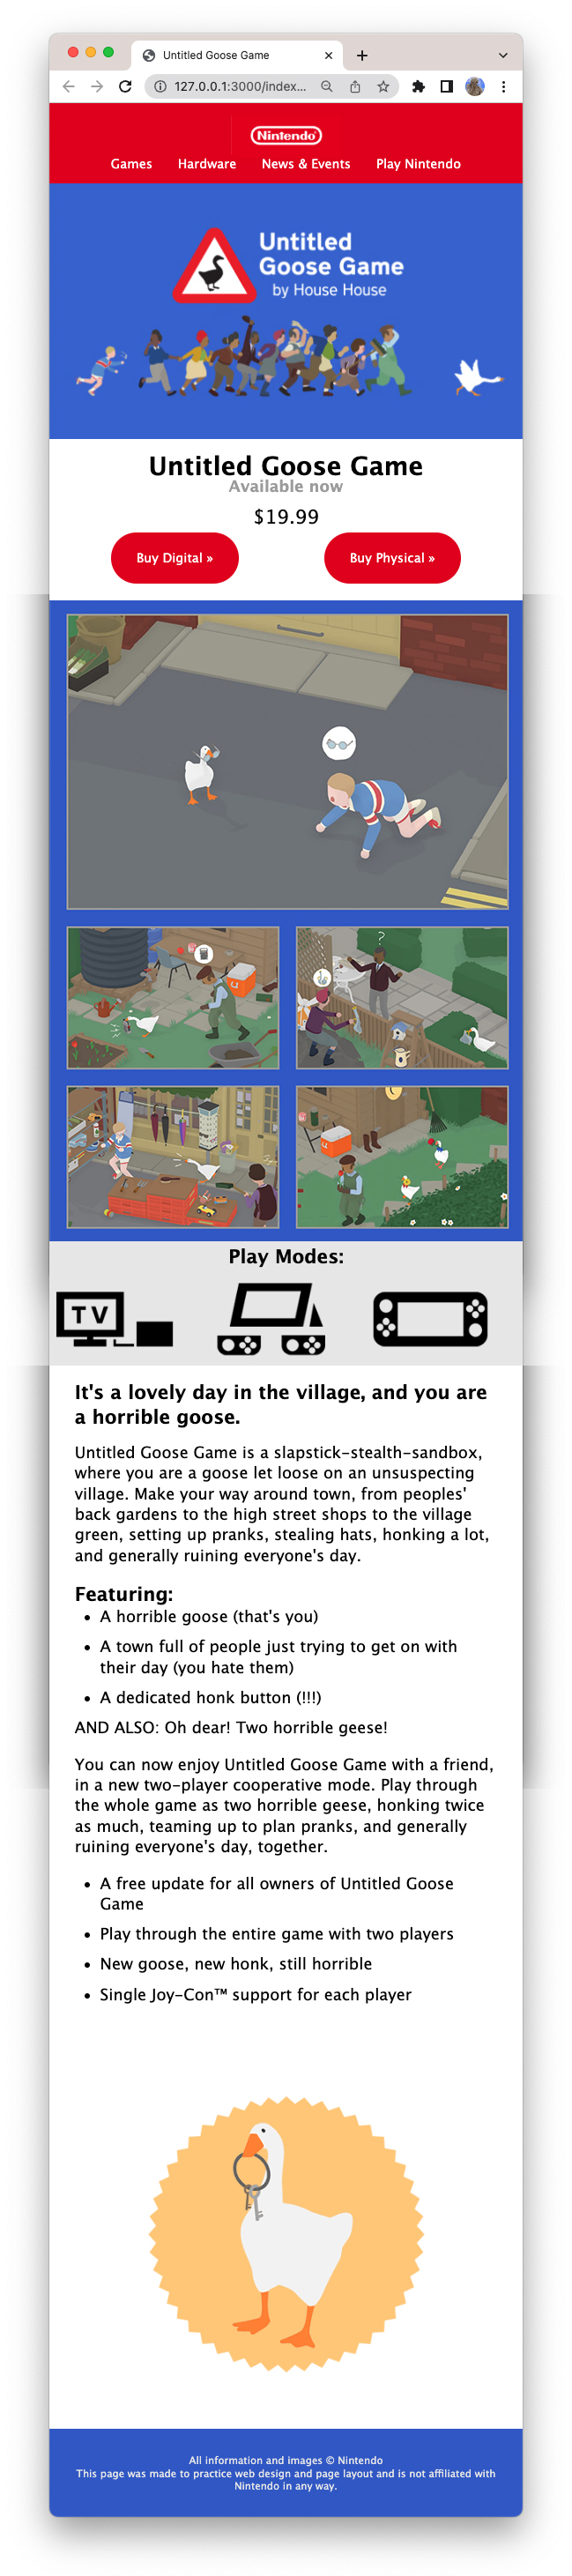 Untitled Goose Game
127.0.0.1:3000/index...
Nintendo
Games Hardware News & Events Play Nintendo
Untitled
Goose Game
by House House
Untitled Goose Game
Available now
$19.99
Buy Digital » Buy Physical »
?
Play Modes:
TV
It's a lovely day in the village, and you are
a horrible goose.
Untitled Goose Game is a slapstick-stealth-sandbox,
where you are a goose let loose on an unsuspecting
village. Make your way around town, from peoples'
back gardens to the high street shops to the village
green, setting up pranks, stealing hats, honking a lot,
and generally ruining everyone's day.
Featuring:
• A horrible goose (that's you)
• A town full of people just trying to get on with
their day (you hate them)
• A dedicated honk button (!!!)
AND ALSO: Oh dear! Two horrible geese!
You can now enjoy Untitled Goose Game with a friend,
in a new two-player cooperative mode. Play through
the whole game as two horrible geese, honking twice
as much, teaming up to plan pranks, and generally
ruining everyone's day, together.
• A free update for all owners of Untitled Goose
Game
• Play through the entire game with two players
• New goose, new honk, still horrible
• Single Joy-Con™ support for each player
All information and images © Nintendo
This page was made to practice web design and page layout and is not affiliated with
Nintendo in any way.